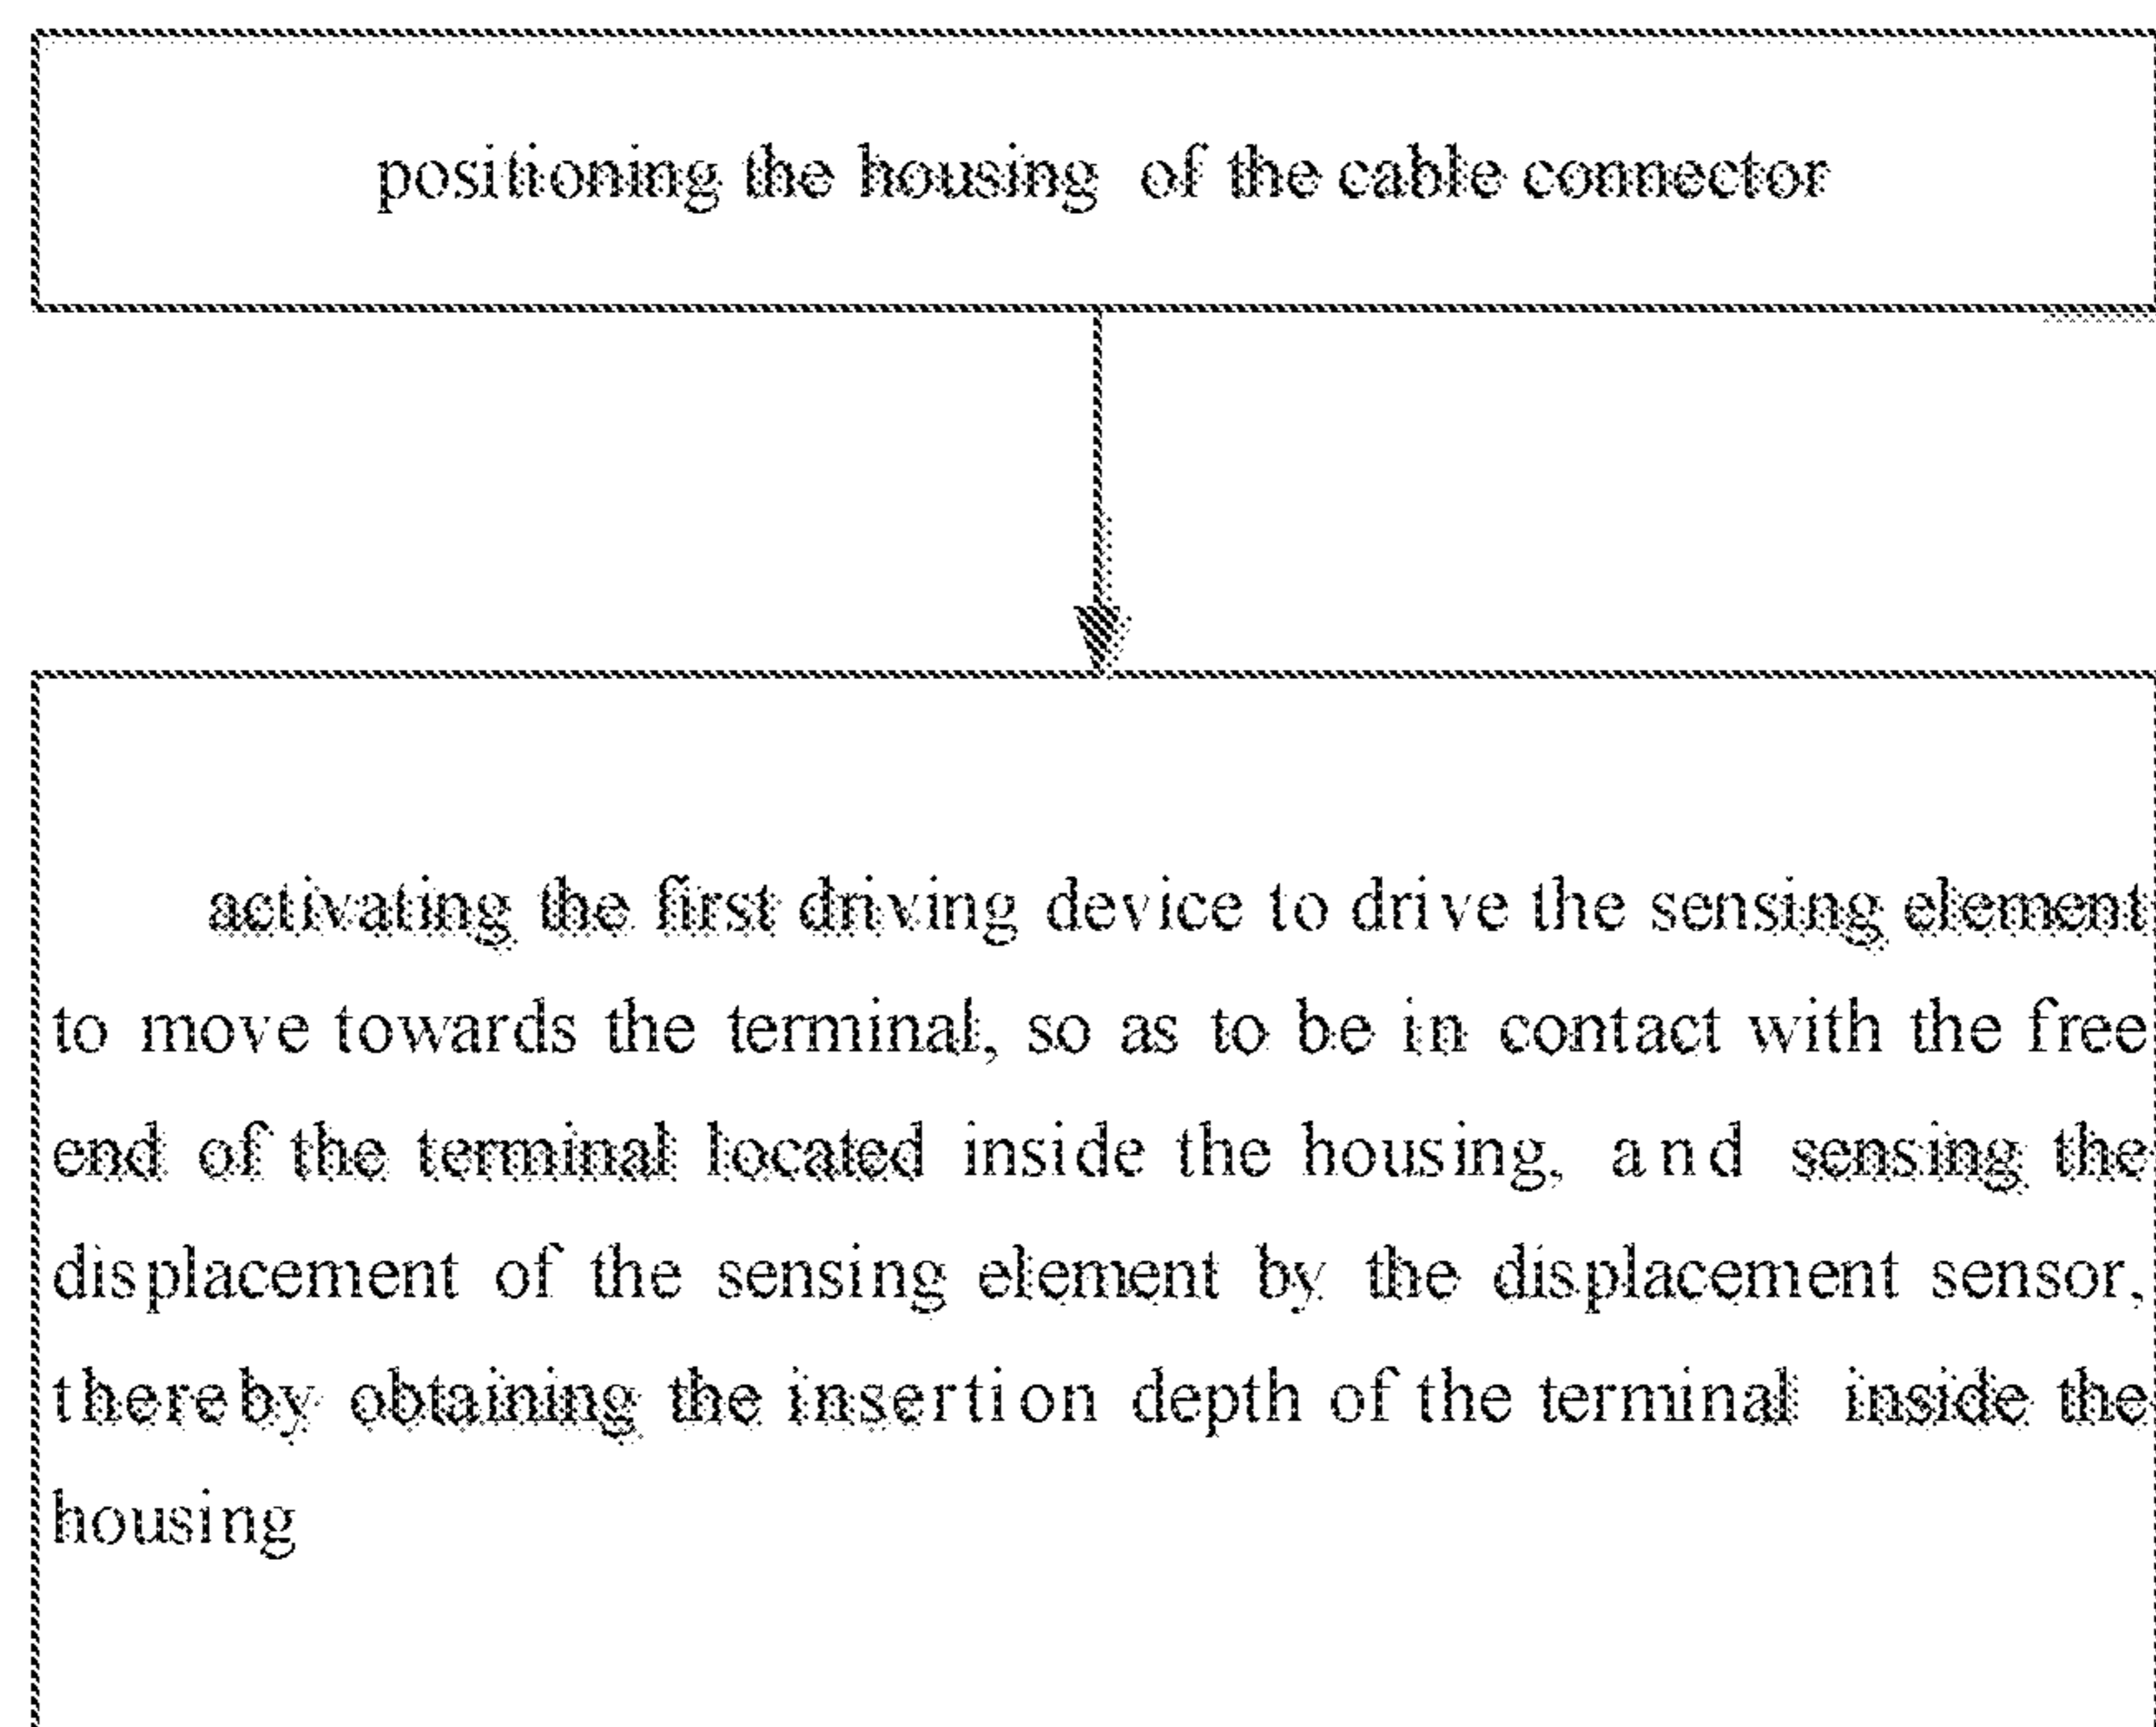 positioning the housing of the cable connector
activating the first driving device to drive the sensing element
to move towards the terminal, so as to be in contact with the free
end of the terminal located inside the housing, and sensing the
displacement of the sensing element by the displacement sensor,
thereby obtaining the insertion depth of the terminal inside the
housing